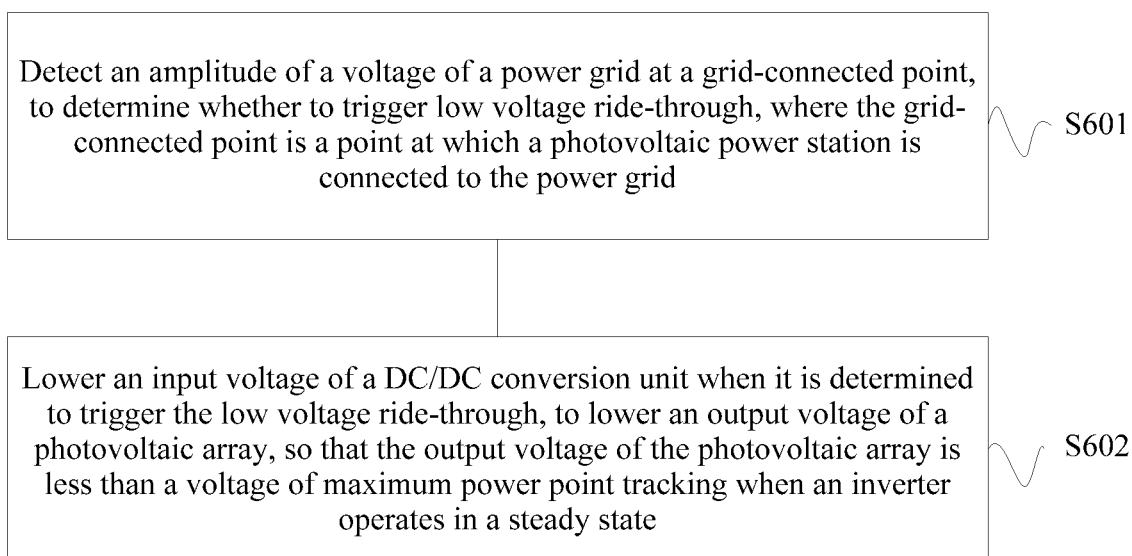 Detect an amplitude of a voltage of a power grid at a grid-connected point,
to determine whether to trigger low voltage ride-through, where the grid-
connected point is a point at which a photovoltaic power station is
connected to the power grid
S601
Lower an input voltage of a DC/DC conversion unit when it is determined
to trigger the low voltage ride-through, to lower an output voltage of a
photovoltaic array, so that the output voltage of the photovoltaic array is
less than a voltage of maximum power point tracking when an inverter
operates in a steady state
S602